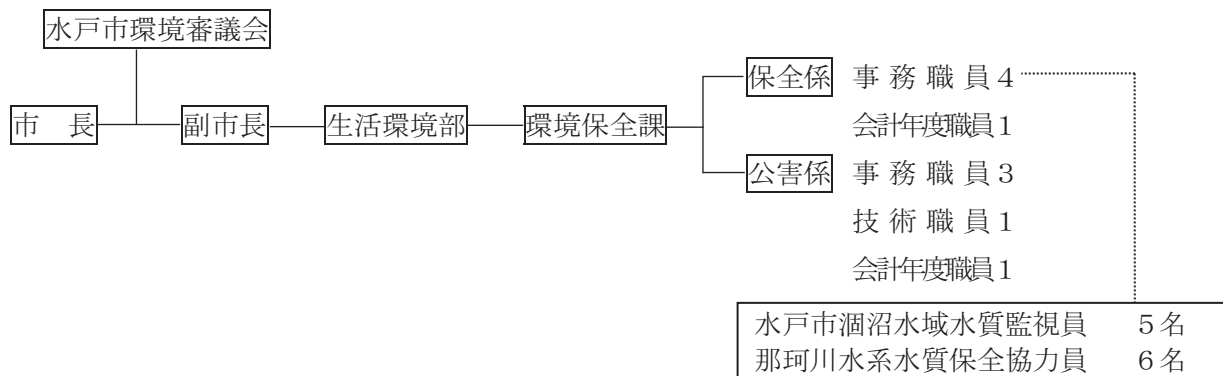 水戸市環境審議会
市　長　副市長　生活環境部　環境保全課
保全係　事務職員４
会計年度職員１
公害係　事務職員３
技術職員１
会計年度職員１
水戸市涸沼水域水質監視員　５名
那珂川水系水質保全協力員　６名